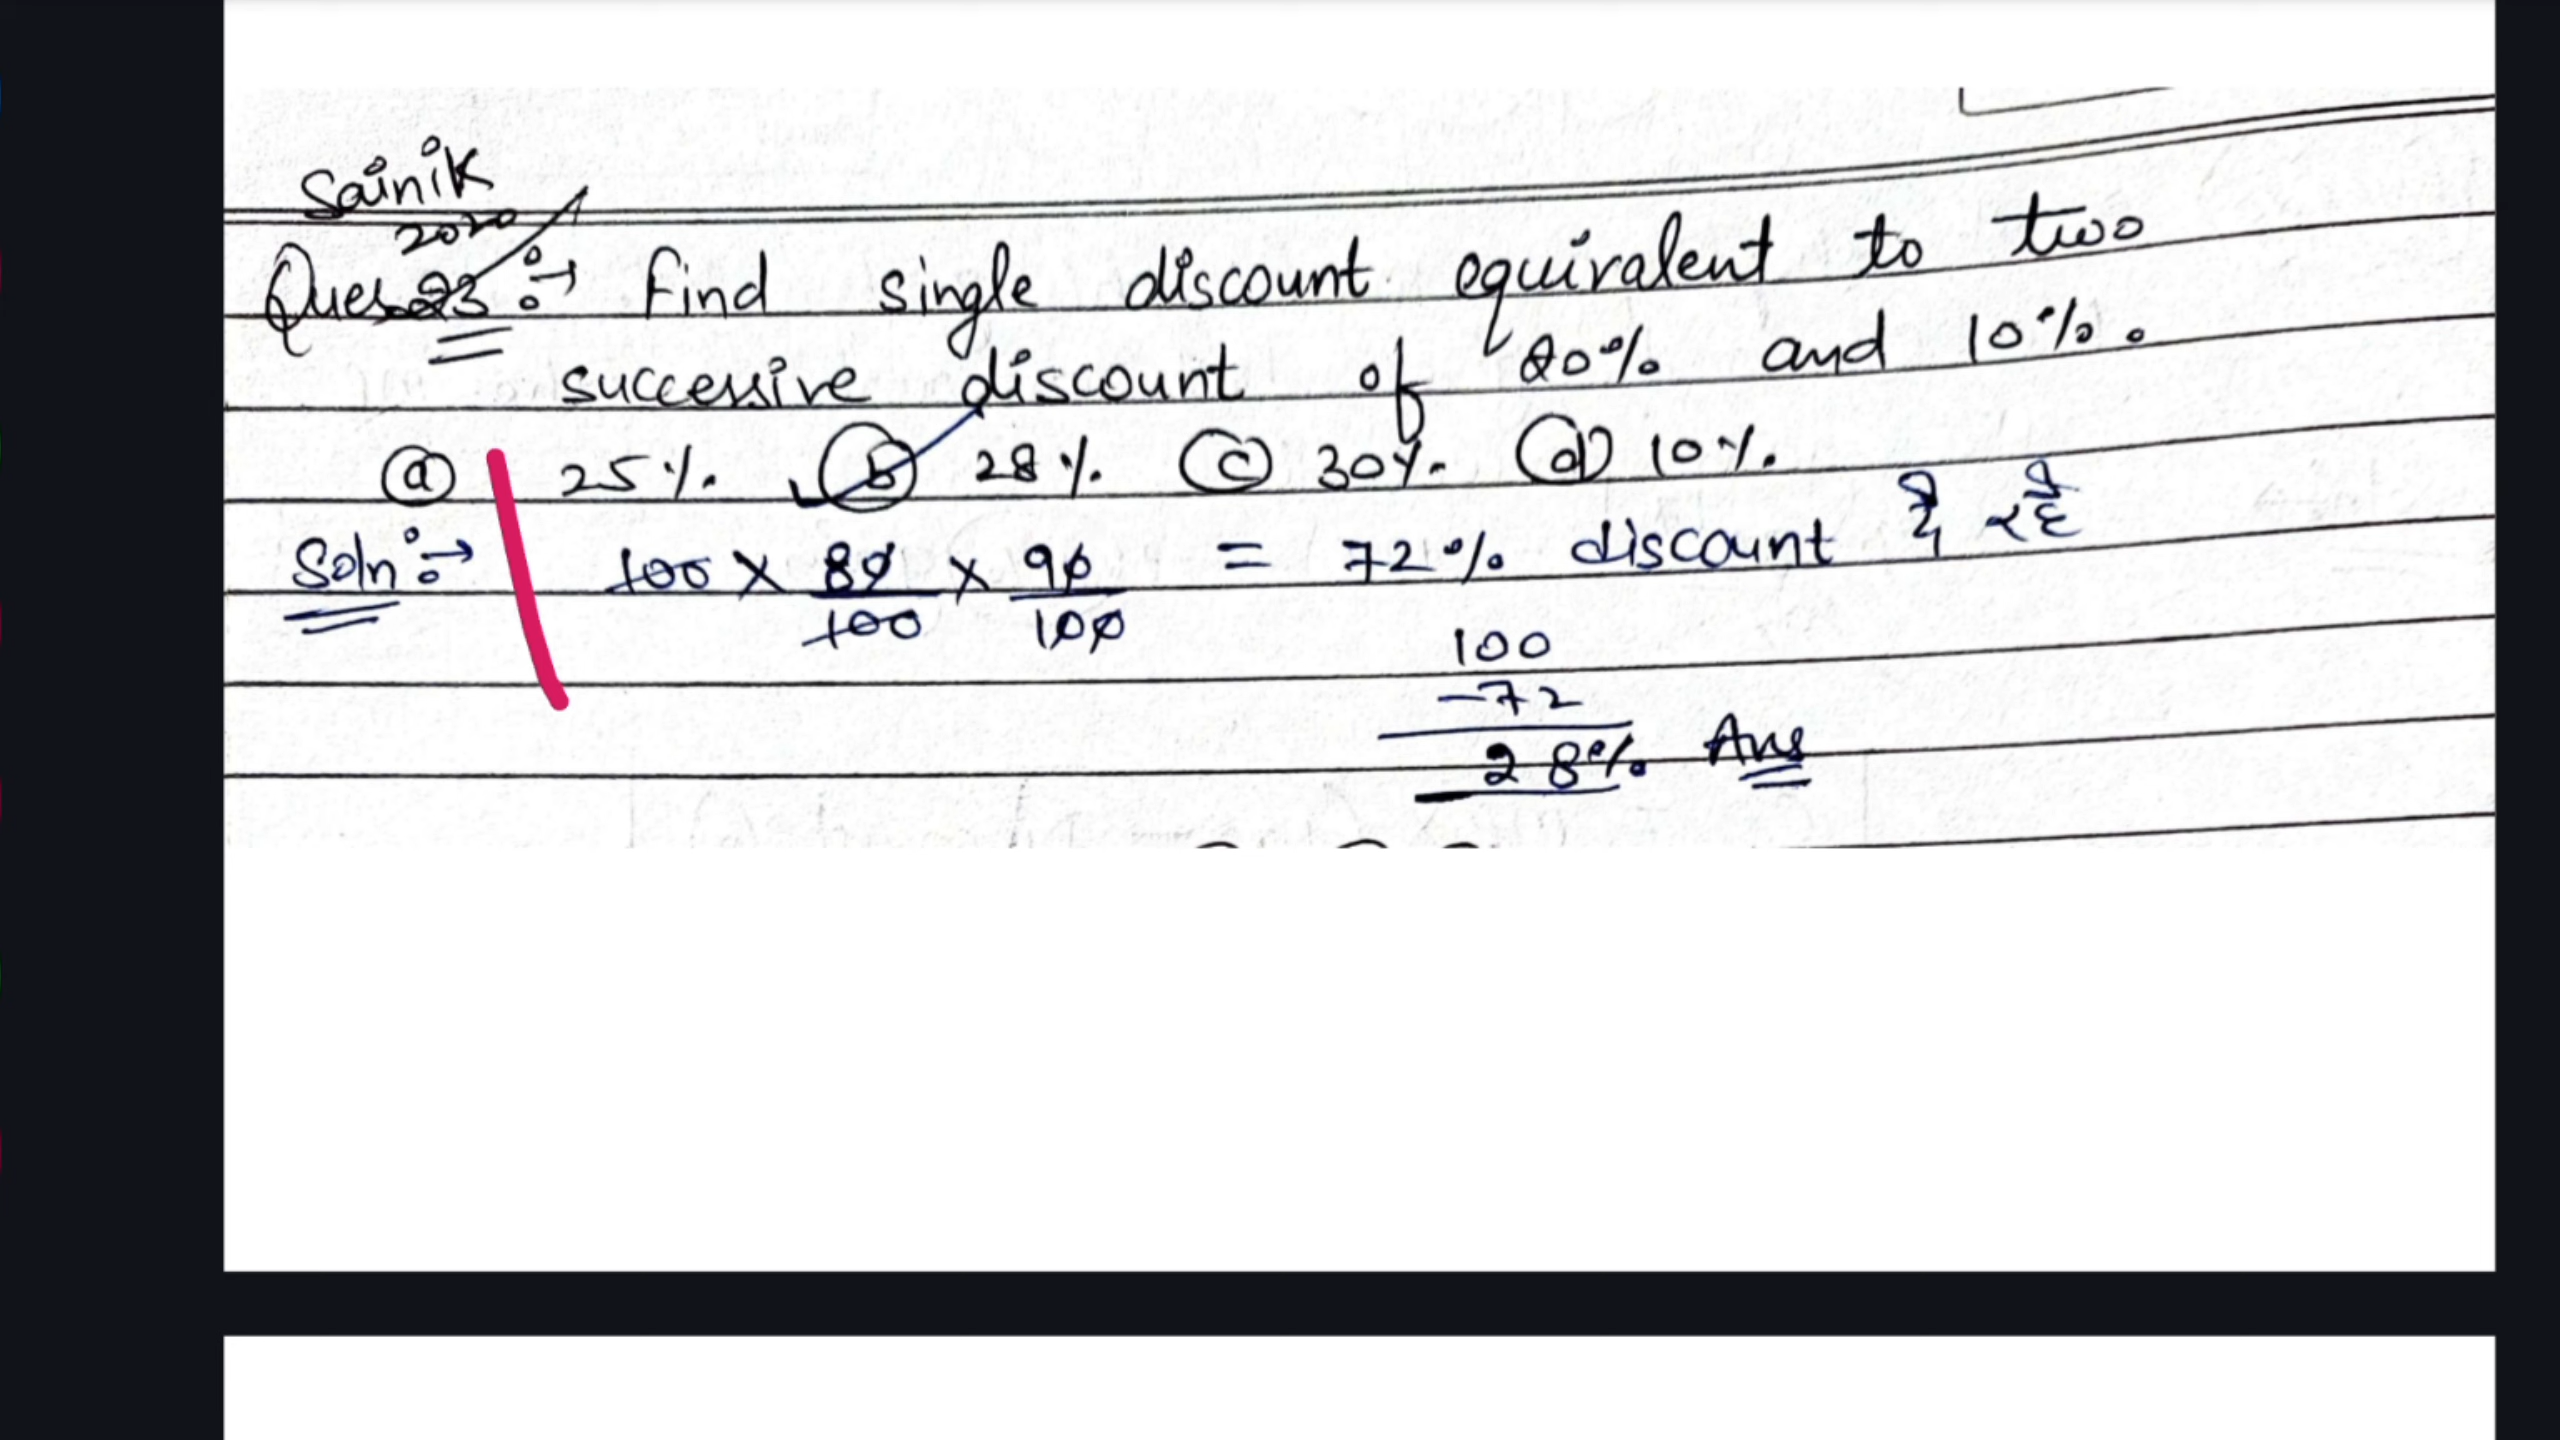 Sainik
2020
Ques. 23 :→ Find single discount equivalent to two
successive discount of 20% and 10%.
(a) 25%. (b) 28%. (c) 30%. (d) 10%.
Soln :→ 100 × 80/100 × 90/100 = 72% discount
100
-72
28% Ans